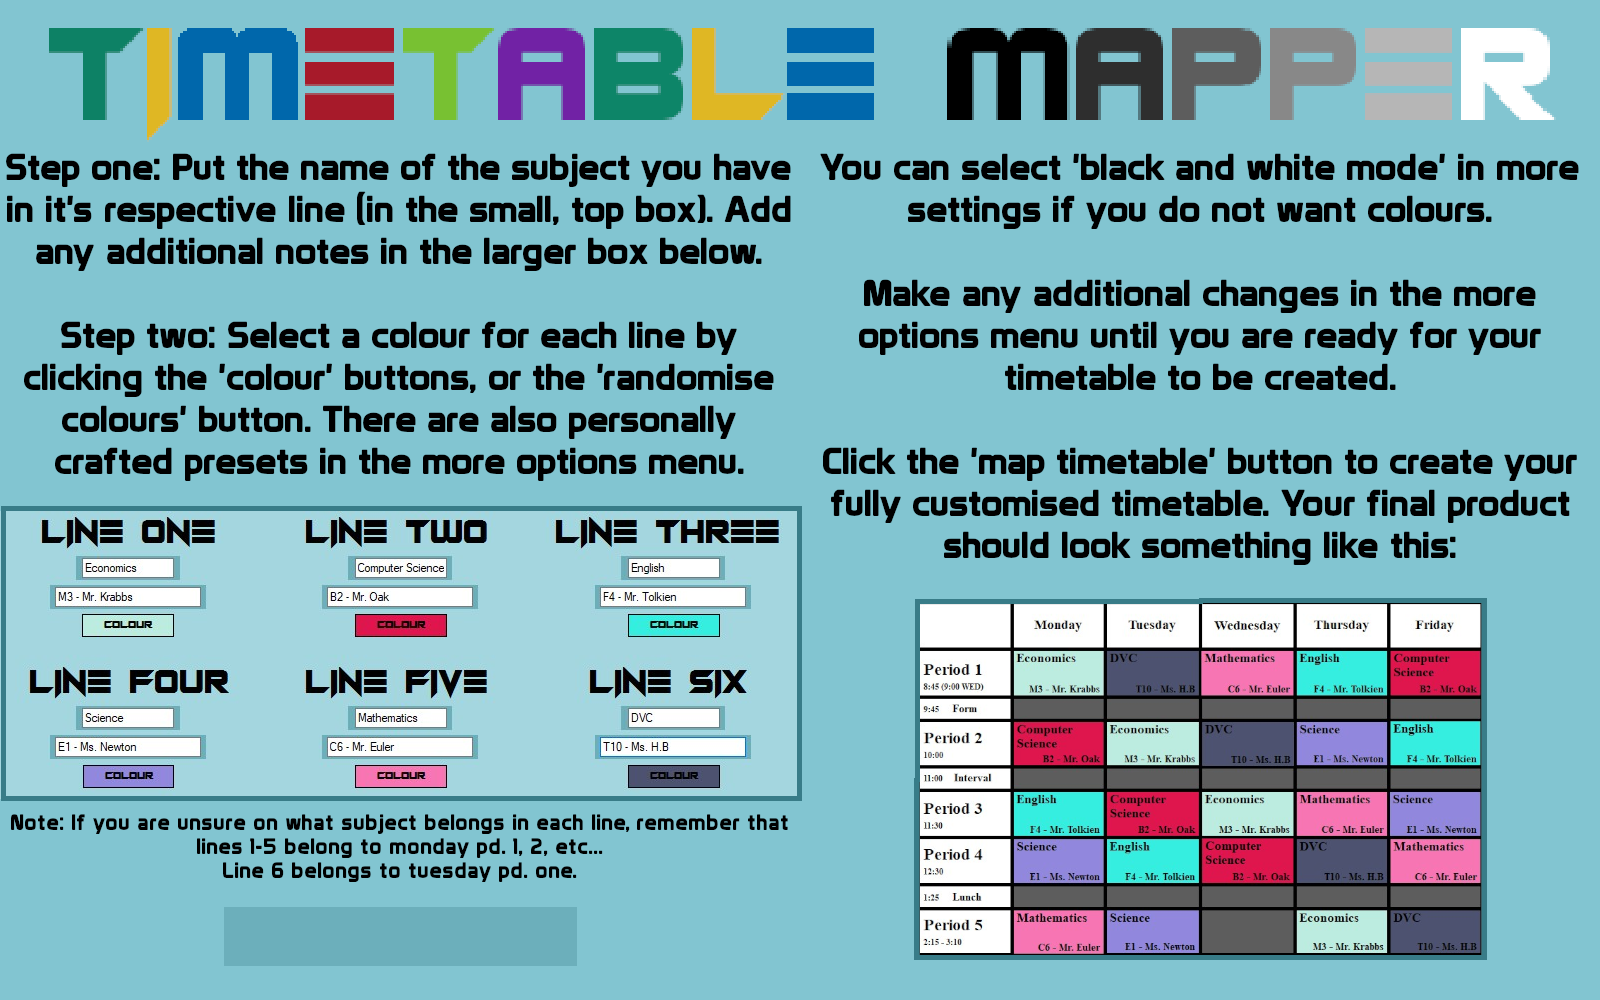 TIMETABLE MAPPER
Step one: Put the name of the subject you have
in it's respective line (in the small, top box). Add
any additional notes in the larger box below.
Step two: Select a colour for each line by
clicking the 'colour' buttons, or the 'randomise
colours' button. There are also personally
crafted presets in the more options menu.
LINE ONE LINE TWO LINE THREE
Economics Computer Science English
M3 - Mr. Krabbs B2 - Mr. Oak F4 - Mr. Tolkien
COLOUR COLOUR COLOUR
LINE FOUR LINE FIVE LINE SIX
Science Mathematics DVC
E1 - Ms. Newton C6 - Mr. Euler T10 - Ms. H.B
COLOUR COLOUR COLOUR
Note: If you are unsure on what subject belongs in each line, remember that
lines 1-5 belong to monday pd. 1, 2, etc...
Line 6 belongs to tuesday pd. one.
You can select 'black and white mode' in more
settings if you do not want colours.
Make any additional changes in the more
options menu until you are ready for your
timetable to be created.
Click the 'map timetable' button to create your
fully customised timetable. Your final product
should look something like this:
Monday Tuesday Wednesday Thursday Friday
Period 1 Economics DVC Mathematics English Computer Science
8:45 (9:00 WED) M3 - Mr. Krabbs T10 - Ms. H.B C6 - Mr. Euler F4 - Mr. Tolkien B2 - Mr. Oak
9:45 Form
Period 2 Computer Science Economics DVC Science English
10:00 B2 - Mr. Oak M3 - Mr. Krabbs T10 - Ms. H.B E1 - Ms. Newton F4 - Mr. Tolkien
11:00 Interval
Period 3 English Computer Science Economics Mathematics Science
11:30 F4 - Mr. Tolkien B2 - Mr. Oak M3 - Mr. Krabbs C6 - Mr. Euler E1 - Ms. Newton
Period 4 Science English Computer Science DVC Mathematics
12:30 E1 - Ms. Newton F4 - Mr. Tolkien B2 - Mr. Oak T10 - Ms. H.B C6 - Mr. Euler
1:25 Lunch
Period 5 Mathematics Science Economics DVC
2:15 - 3:10 C6 - Mr. Euler E1 - Ms. Newton M3 - Mr. Krabbs T10 - Ms. H.B